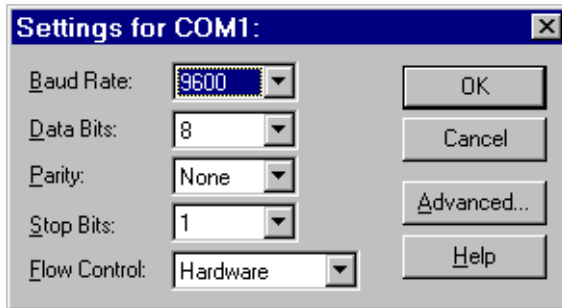 Settings for COM1:
Baud Rate: 9600
OK
Data Bits: 8
Cancel
Parity: None
Advanced...
Stop Bits: 1
Help
Flow Control: Hardware